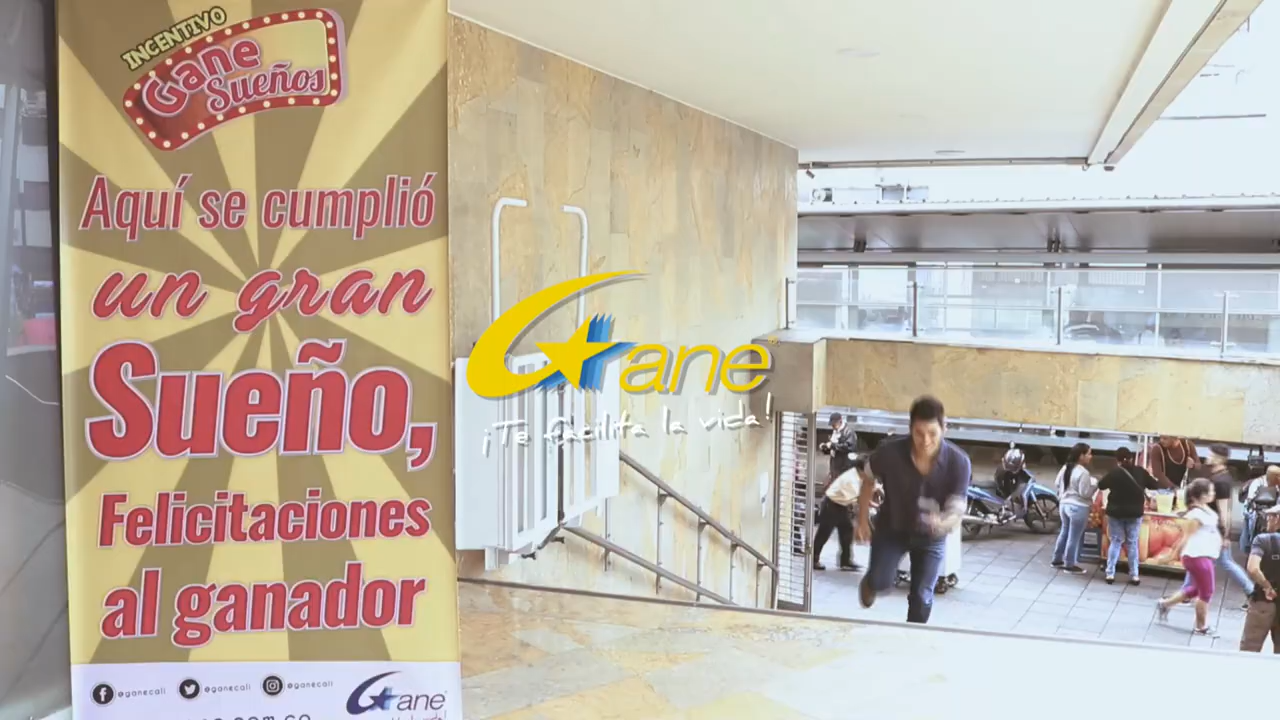 INCENTIVO
Gane
Sueños
Aquí se cumplió
un gran
Sueño,
Felicitaciones
al ganador
@ganecali @ganecali @ganecali
Gane
Gane
¡Te facilita la vida!